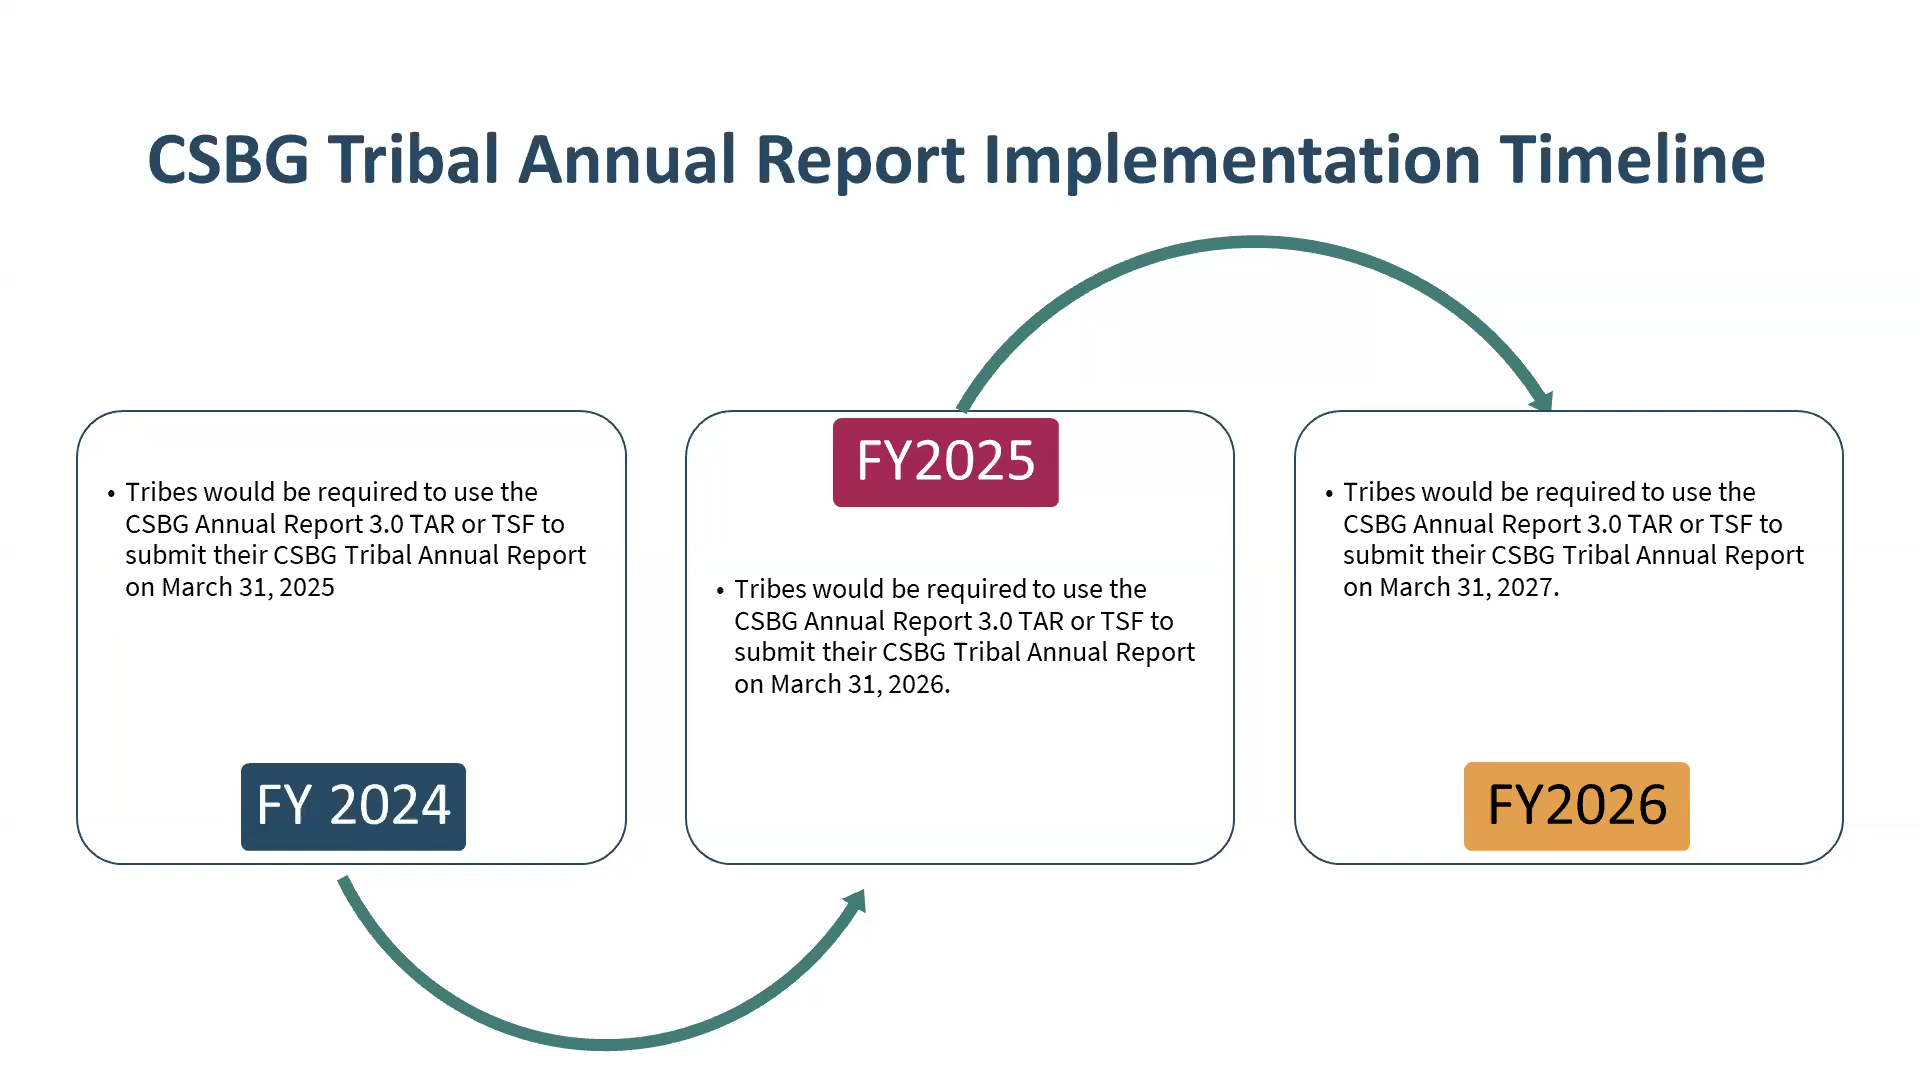 CSBG Tribal Annual Report Implementation Timeline
• Tribes would be required to use the
CSBG Annual Report 3.0 TAR or TSF to
submit their CSBG Tribal Annual Report
on March 31, 2025
FY 2024
FY2025
• Tribes would be required to use the
CSBG Annual Report 3.0 TAR or TSF to
submit their CSBG Tribal Annual Report
on March 31, 2026.
• Tribes would be required to use the
CSBG Annual Report 3.0 TAR or TSF to
submit their CSBG Tribal Annual Report
on March 31, 2027.
FY2026